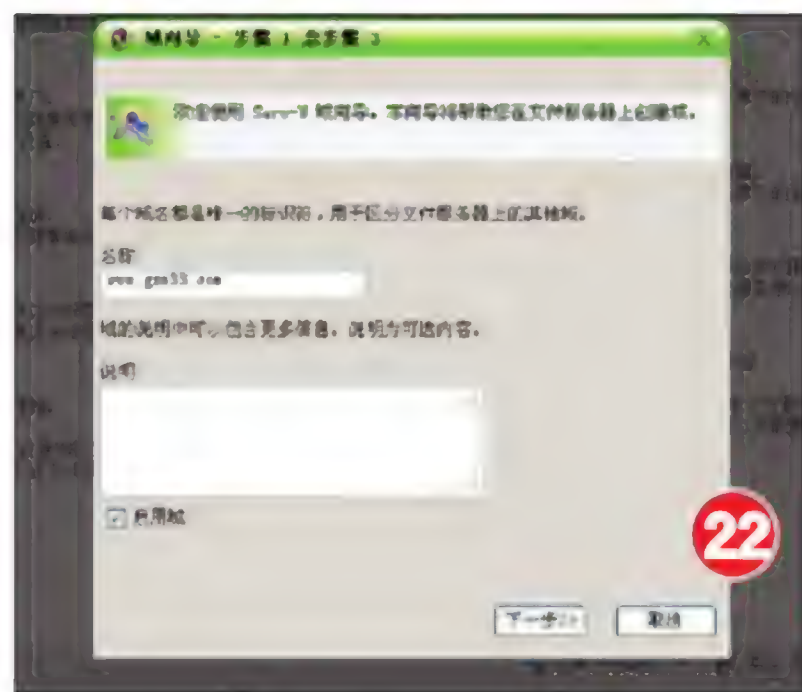 域向导 - 步骤 1 总步骤 3
欢迎使用 Serv-U 域向导。本向导将帮助您在文件服务器上创建域。
每个域名都是唯一的标识符，用于区分文件服务器上的其他域。
名称
域的说明中可以包含更多信息。说明为可选内容。
说明
启用域
22
下一步>>
取消